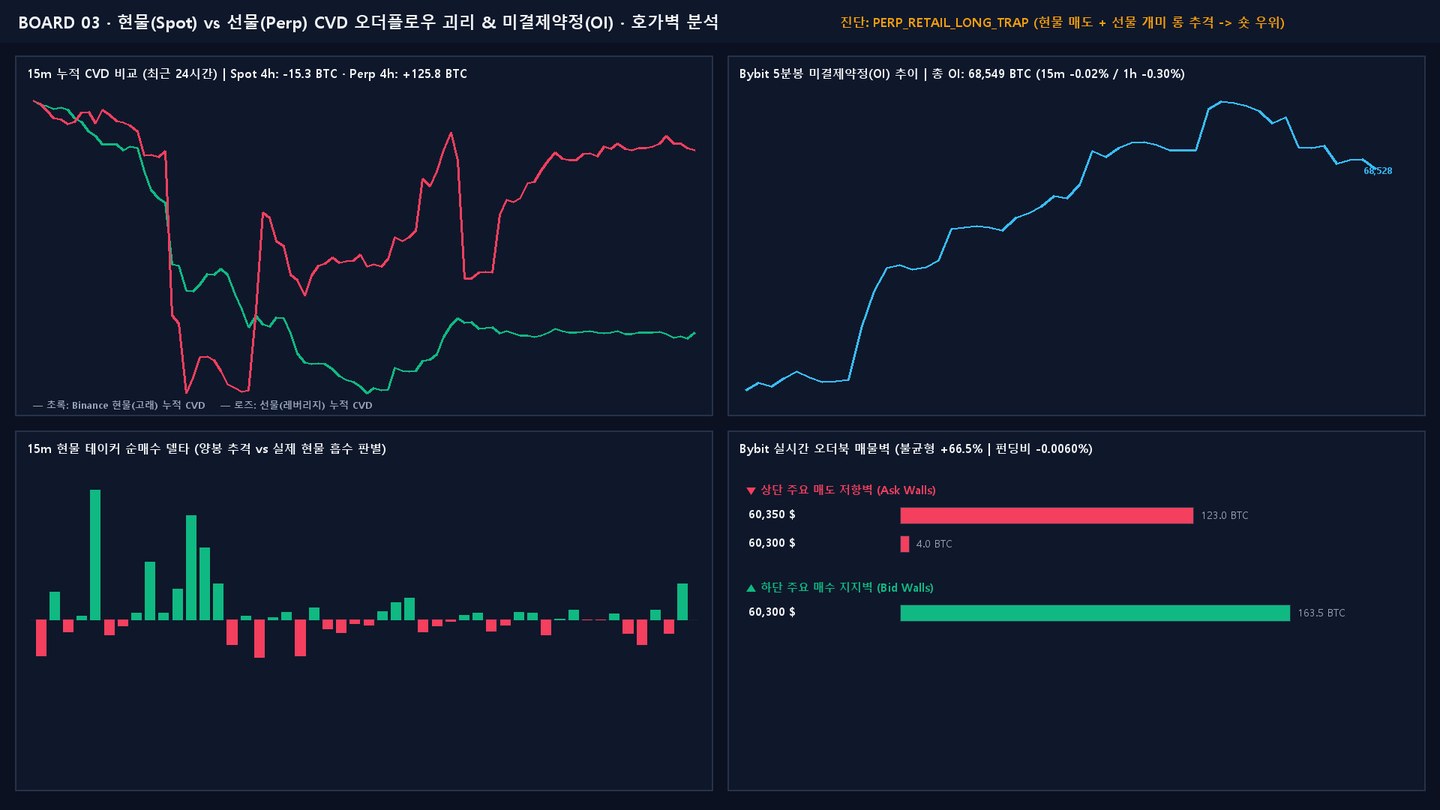 BOARD 03 · 현물(Spot) vs 선물(Perp) CVD 오더플로우 괴리 & 미결제약정(OI) · 호가벽 분석
진단: PERP_RETAIL_LONG_TRAP (현물 매도 + 선물 개미 롱 추격 -> 숏 우위)
15m 누적 CVD 비교 (최근 24시간) | Spot 4h: -15.3 BTC · Perp 4h: +125.8 BTC
— 초록: Binance 현물(고래) 누적 CVD — 로즈: 선물(레버리지) 누적 CVD
Bybit 5분봉 미결제약정(OI) 추이 | 총 OI: 68,549 BTC (15m -0.02% / 1h -0.30%)
68,528
15m 현물 테이커 순매수 델타 (양봉 추격 vs 실제 현물 흡수 판별)
Bybit 실시간 오더북 매물벽 (불균형 +66.5% | 펀딩비 -0.0060%)
▼ 상단 주요 매도 저항벽 (Ask Walls)
60,350 $ 123.0 BTC
60,300 $ 4.0 BTC
▲ 하단 주요 매수 지지벽 (Bid Walls)
60,300 $ 163.5 BTC